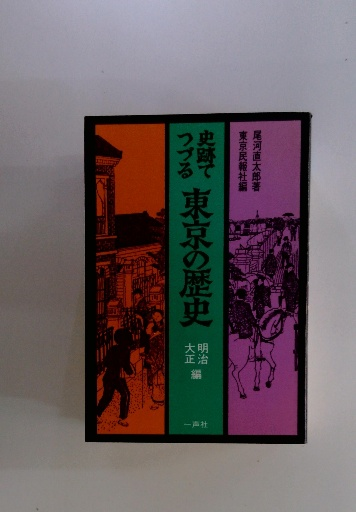 尾河直太郎著
東京民報社編
史跡で
つづる
東京の歴史
明治
大正
編
一声社